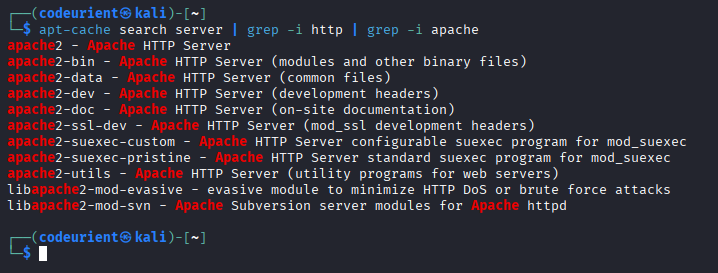 ┌──(codeurient㉿kali)-[~]
└─$ apt-cache search server | grep -i http | grep -i apache
apache2 - Apache HTTP Server
apache2-bin - Apache HTTP Server (modules and other binary files)
apache2-data - Apache HTTP Server (common files)
apache2-dev - Apache HTTP Server (development headers)
apache2-doc - Apache HTTP Server (on-site documentation)
apache2-ssl-dev - Apache HTTP Server (mod_ssl development headers)
apache2-suexec-custom - Apache HTTP Server configurable suexec program for mod_suexec
apache2-suexec-pristine - Apache HTTP Server standard suexec program for mod_suexec
apache2-utils - Apache HTTP Server (utility programs for web servers)
libapache2-mod-evasive - evasive module to minimize HTTP DoS or brute force attacks
libapache2-mod-svn - Apache Subversion server modules for Apache httpd
┌──(codeurient㉿kali)-[~]
└─$